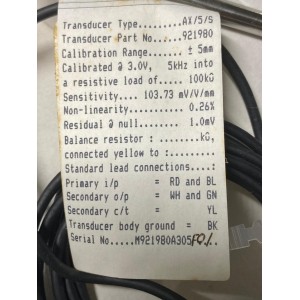 Transducer Type.........AX/5/S
Transducer Part No......921980
Calibration Range....... ± 5mm
Calibrated @ 3.0V, 5kHz into
a resistive load of..... 100kΩ
Sensitivity.... 103.73 mV/V/mm
Non-linearity........... 0.26%
Residual @ null......... 1.0mV
Balance resistor :.........kΩ,
connected yellow to :.........
Standard lead connections....:
Primary i/p = RD and BL
Secondary o/p = WH and GN
Secondary c/t = YL
Transducer body ground = BK
Serial No.....M921980A305